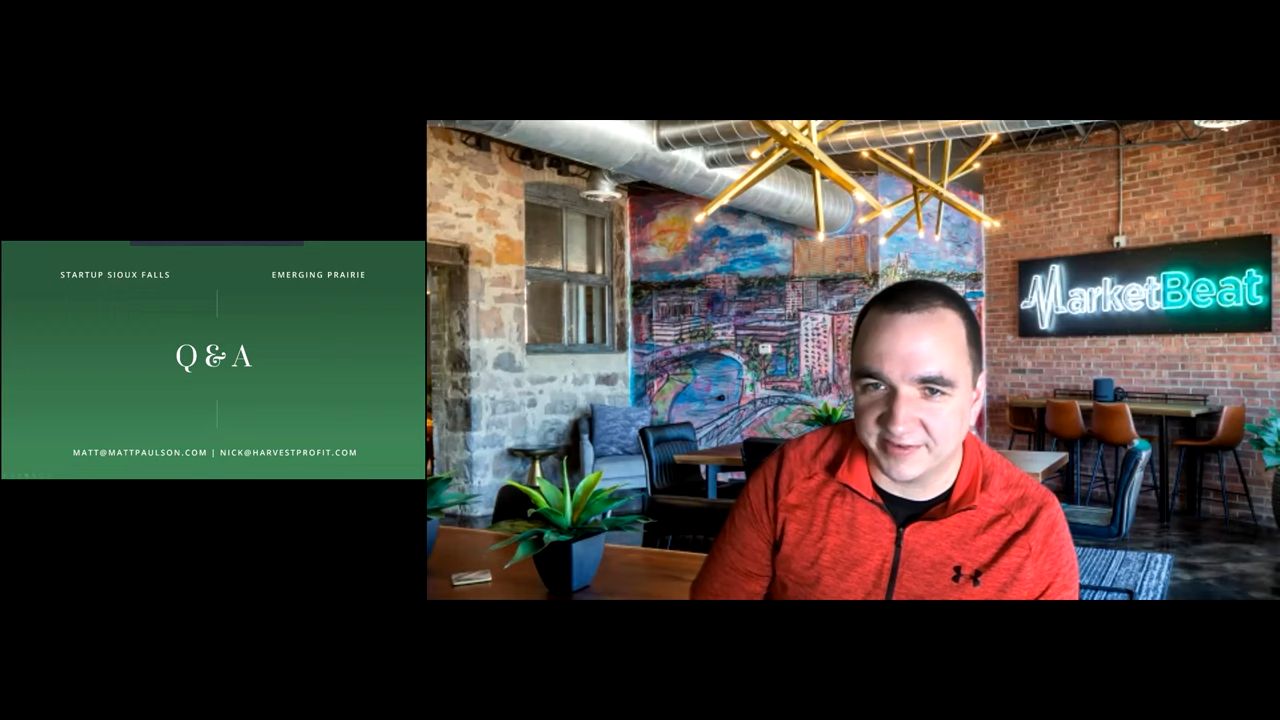 STARTUP SIOUX FALLS
EMERGING PRAIRIE
Q & A
MATT@MATTPAULSON.COM | NICK@HARVESTPROFIT.COM
MarketBeat